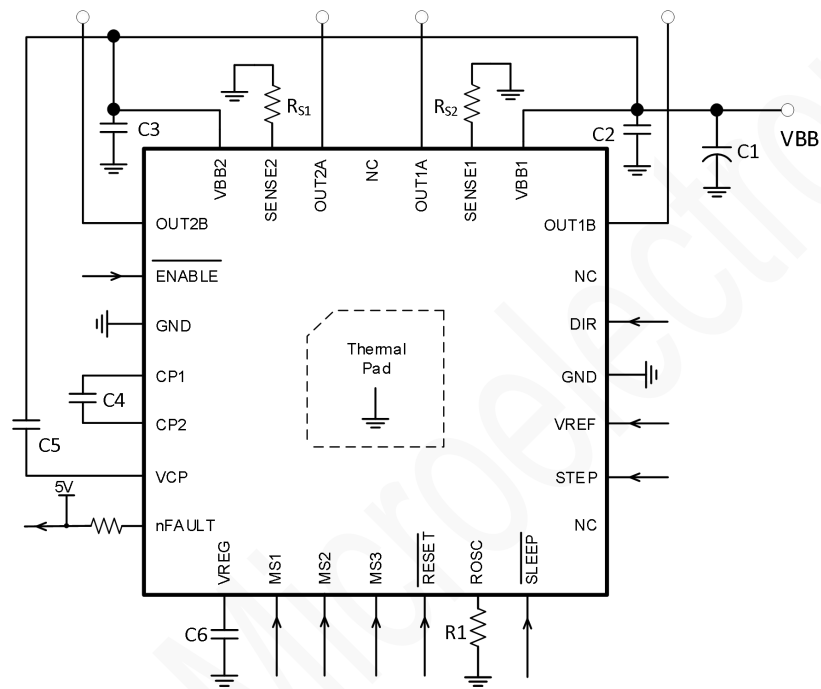 C3
RS1
RS2
C2
C1
VBB
VBB2
SENSE2
OUT2A
NC
OUT1A
SENSE1
VBB1
OUT2B
ENABLE
GND
CP1
CP2
VCP
nFAULT
C4
C5
5V
Thermal
Pad
OUT1B
NC
DIR
GND
VREF
STEP
NC
VREG
MS1
MS2
MS3
RESET
ROSC
SLEEP
C6
R1
Microelectro